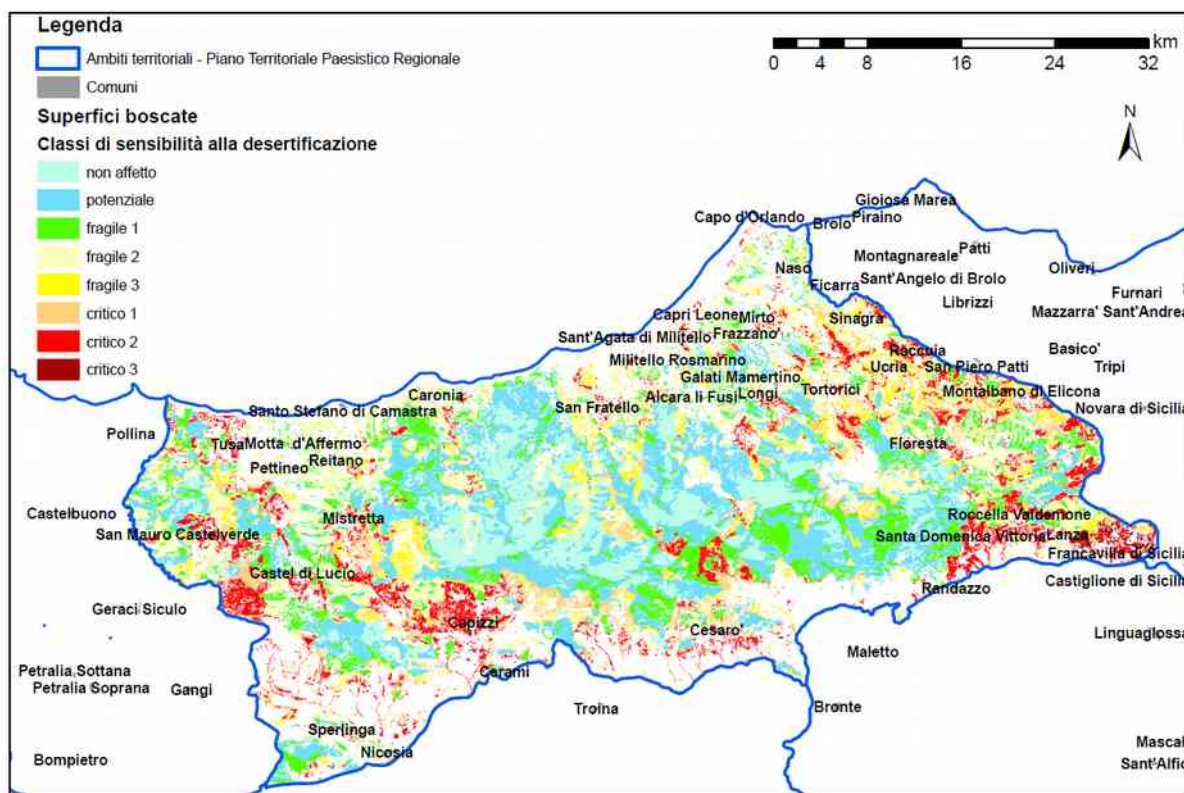 Legenda
Ambiti territoriali - Piano Territoriale Paesistico Regionale
Comuni
Superfici boscate
Classi di sensibilità alla desertificazione
non affetto
potenziale
fragile 1
fragile 2
fragile 3
critico 1
critico 2
critico 3
km
0 4 8 16 24 32
N
Gioiosa Marea
Capo d'Orlando
Brolo
Piraino
Montagnareale
Patti
Naso
Sant'Angelo di Brolo
Oliveri
Ficarra
Librizzi
Furnari
Capri Leone
Mirto
Sinagra
Mazzarra' Sant'Andrea
Sant'Agata di Militello
Frazzano'
Militello Rosmarino
Raccuia
Basico'
Ucria
San Piero Patti
Tripi
Galati Mamertino
Caronia
Alcara li Fusi
Longi
Tortorici
Montalbano di Elicona
Santo Stefano di Camastra
San Fratello
Novara di Sicilia
Pollina
Tusa
Motta d'Affermo
Floresta
Reitano
Pettineo
Castelbuono
Mistretta
Roccella Valdemone
San Mauro Castelverde
Santa Domenica Vittoria
Lanza
Francavilla di Sicilia
Castel di Lucio
Randazzo
Castiglione di Sicilia
Geraci Siculo
Capizzi
Cesaro'
Linguaglossa
Maletto
Petralia Sottana
Cerami
Petralia Soprana
Gangi
Troina
Bronte
Sperlinga
Nicosia
Mascal
Bompietro
Sant'Alfio